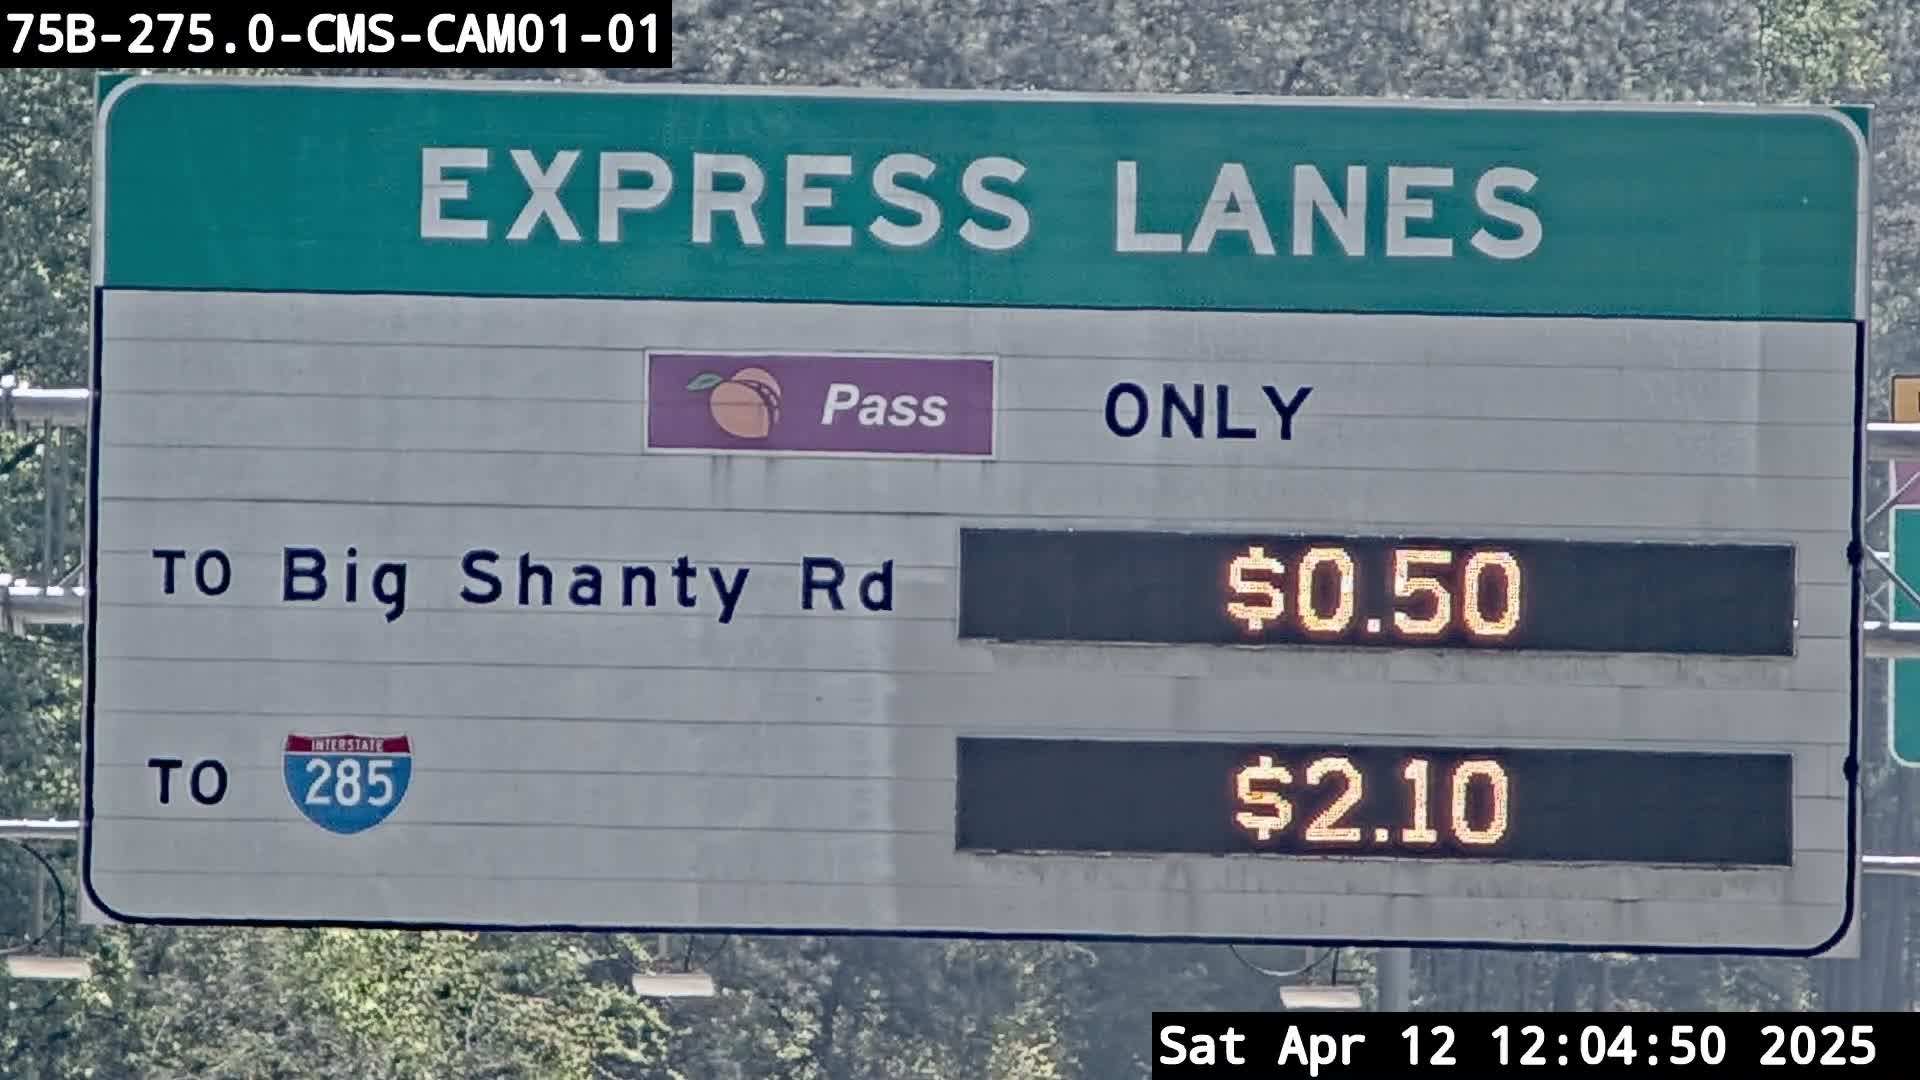 75B-275.0-CMS-CAM01-01
EXPRESS LANES
Pass ONLY
TO Big Shanty Rd $0.50
TO INTERSTATE 285 $2.10
Sat Apr 12 12:04:50 2025